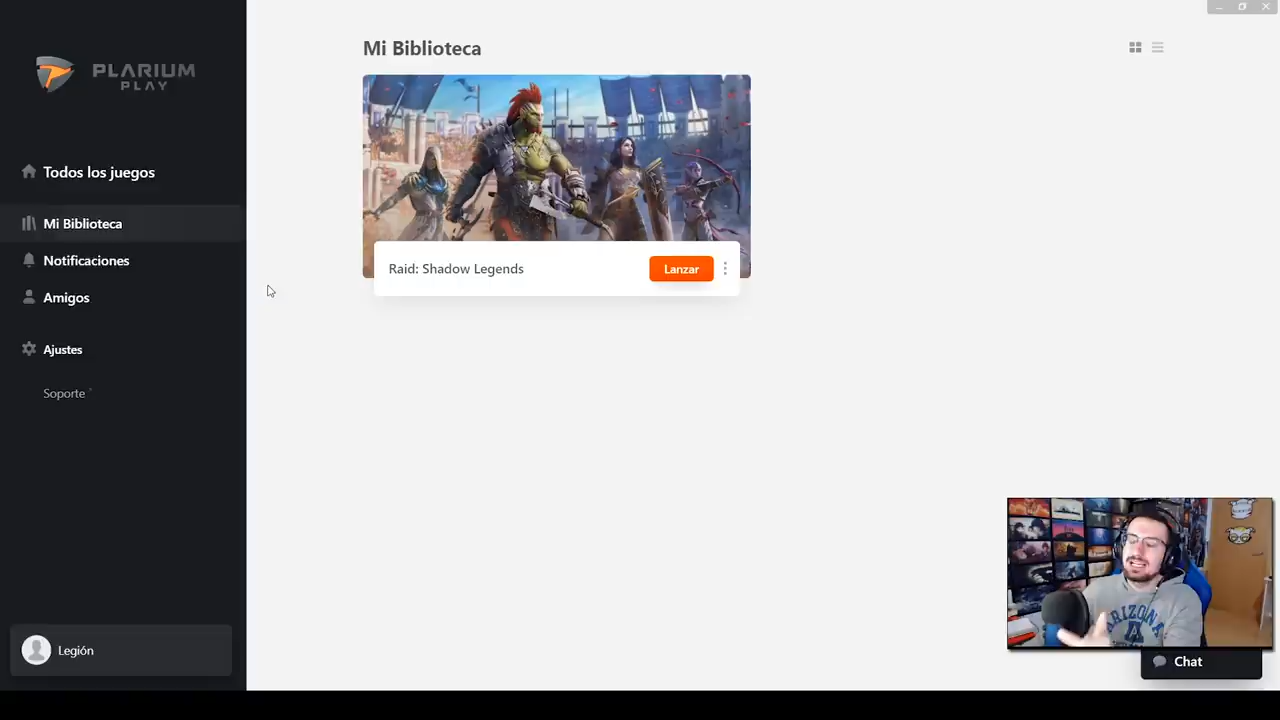 PLARIUM
PLAY
Todos los juegos
Mi Biblioteca
Notificaciones
Amigos
Ajustes
Soporte
Legión
Mi Biblioteca
Raid: Shadow Legends
Lanzar
ARIZONA
A
Chat